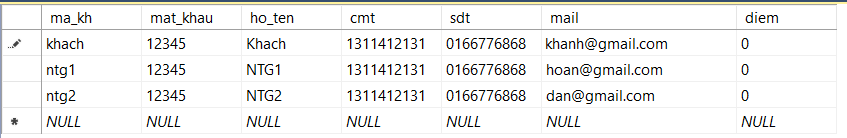 ma_kh mat_khau ho_ten cmt sdt mail diem
khach 12345 Khach 1311412131 0166776868 khanh@gmail.com 0
ntg1 12345 NTG1 1311412131 0166776868 hoan@gmail.com 0
ntg2 12345 NTG2 1311412131 0166776868 dan@gmail.com 0
NULL NULL NULL NULL NULL NULL NULL